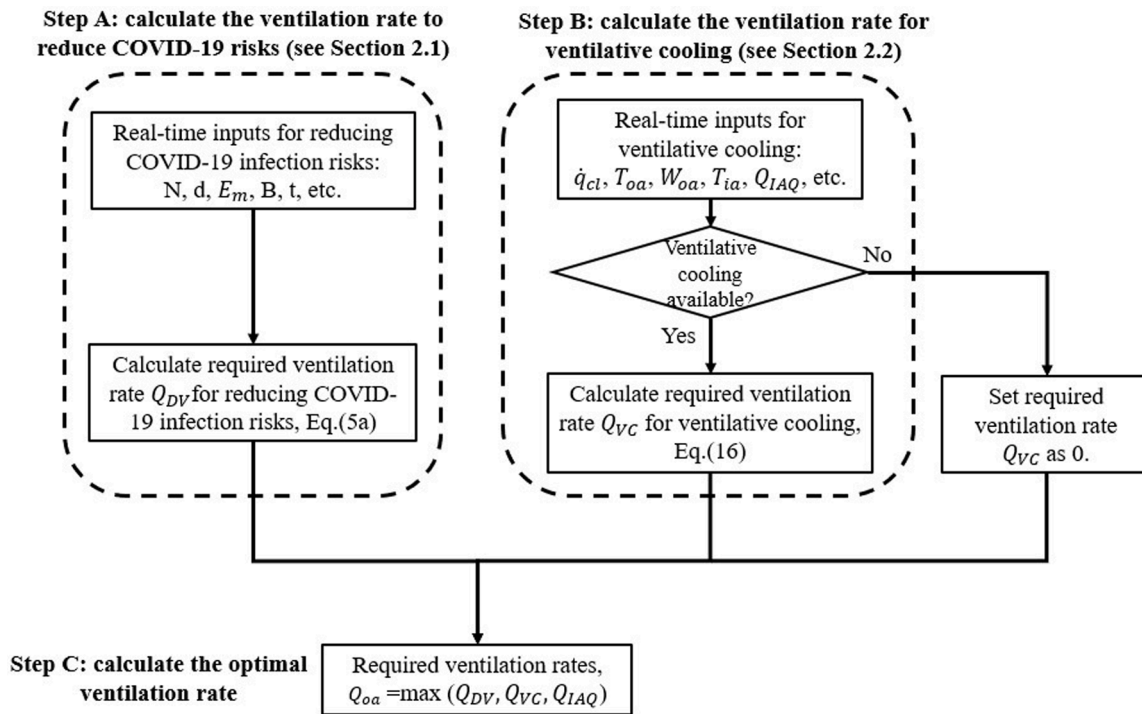 Step A: calculate the ventilation rate to
reduce COVID-19 risks (see Section 2.1)
Real-time inputs for reducing
COVID-19 infection risks:
N, d, E_m, B, t, etc.
Calculate required ventilation
rate Q_DV for reducing COVID-
19 infection risks, Eq.(5a)
Step B: calculate the ventilation rate for
ventilative cooling (see Section 2.2)
Real-time inputs for
ventilative cooling:
q̇_cl, T_oa, W_oa, T_ia, Q_IAQ, etc.
Ventilative
cooling
available?
No
Yes
Calculate required ventilation
rate Q_VC for ventilative cooling,
Eq.(16)
Set required
ventilation rate
Q_VC as 0.
Step C: calculate the optimal
ventilation rate
Required ventilation rates,
Q_oa =max (Q_DV, Q_VC, Q_IAQ)